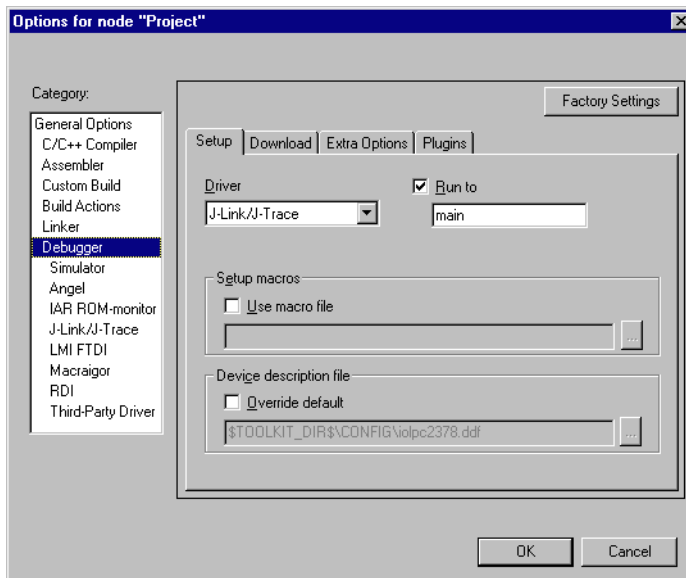 Options for node "Project"
Category:
General Options
C/C++ Compiler
Assembler
Custom Build
Build Actions
Linker
Debugger
Simulator
Angel
IAR ROM-monitor
J-Link/J-Trace
LMI FTDI
Macraigor
RDI
Third-Party Driver
Factory Settings
Setup Download Extra Options Plugins
Driver
J-Link/J-Trace
Run to
main
Setup macros
Use macro file
...
Device description file
Override default
$TOOLKIT_DIR$\CONFIG\iolpc2378.ddf
...
OK Cancel